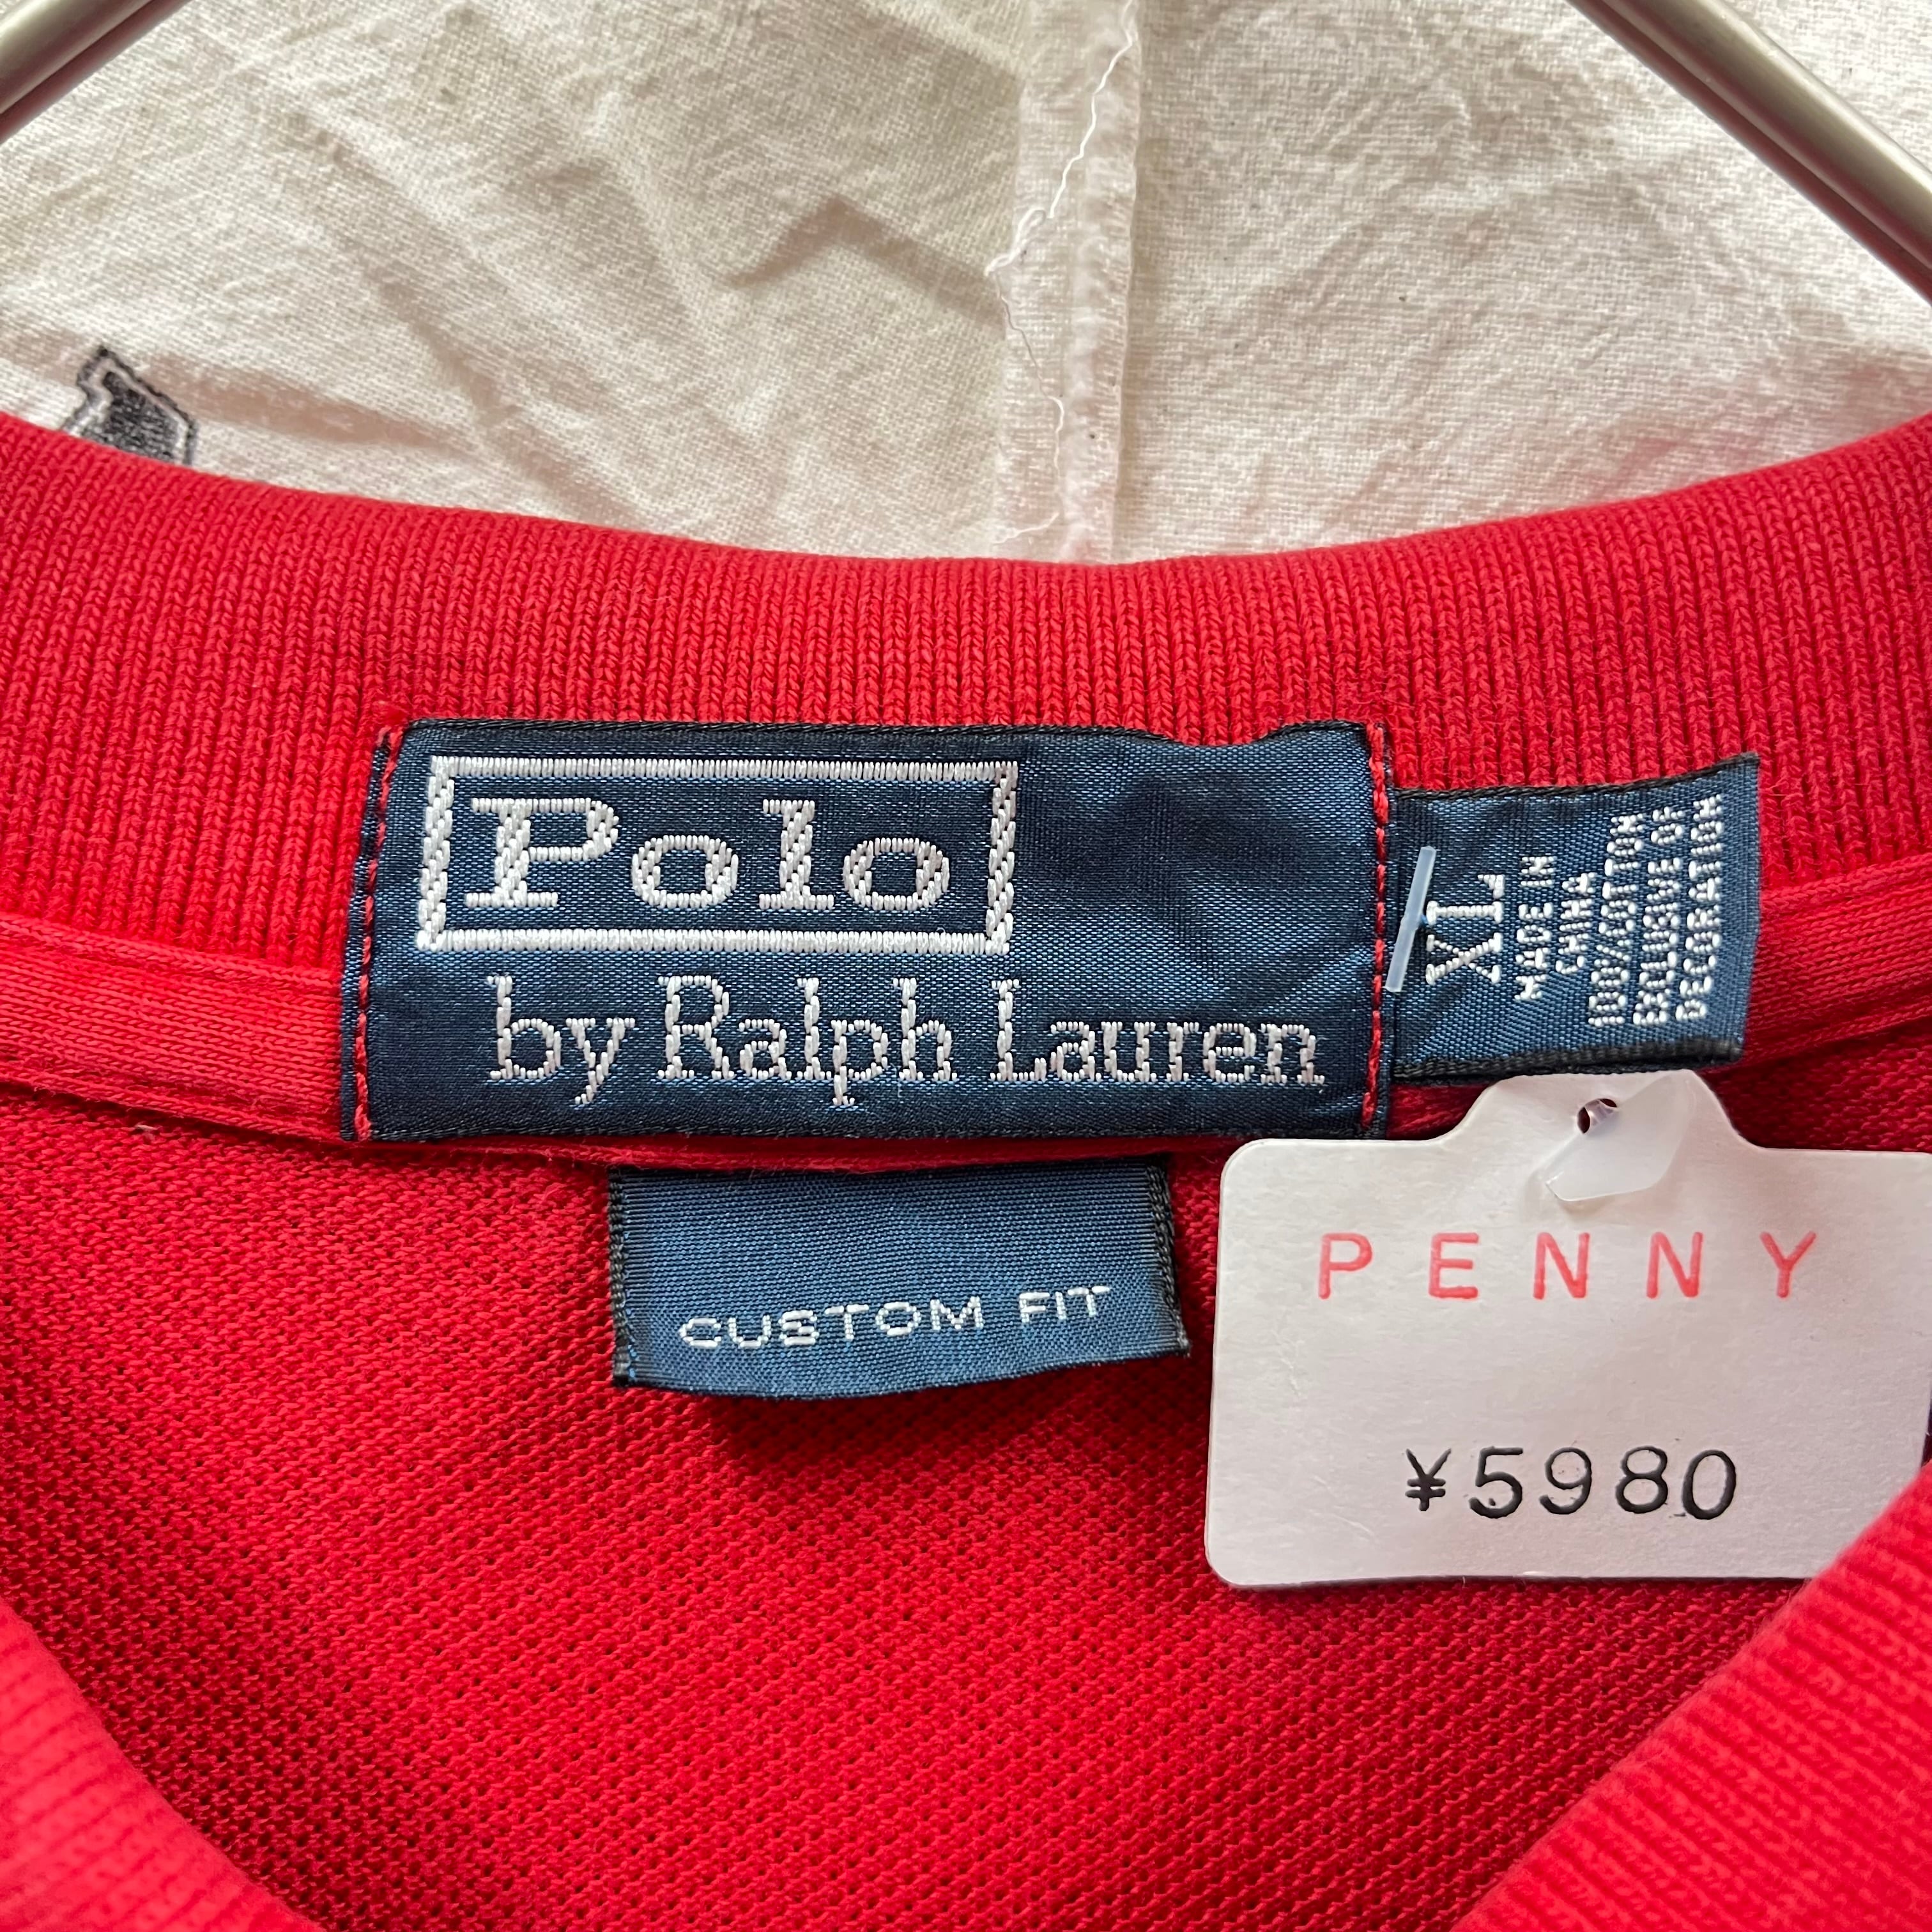 Polo
by Ralph Lauren
XL
MADE IN
CHINA
100% COTTON
EXCLUSIVE OF
DECORATION
CUSTOM FIT
PENNY
¥5980